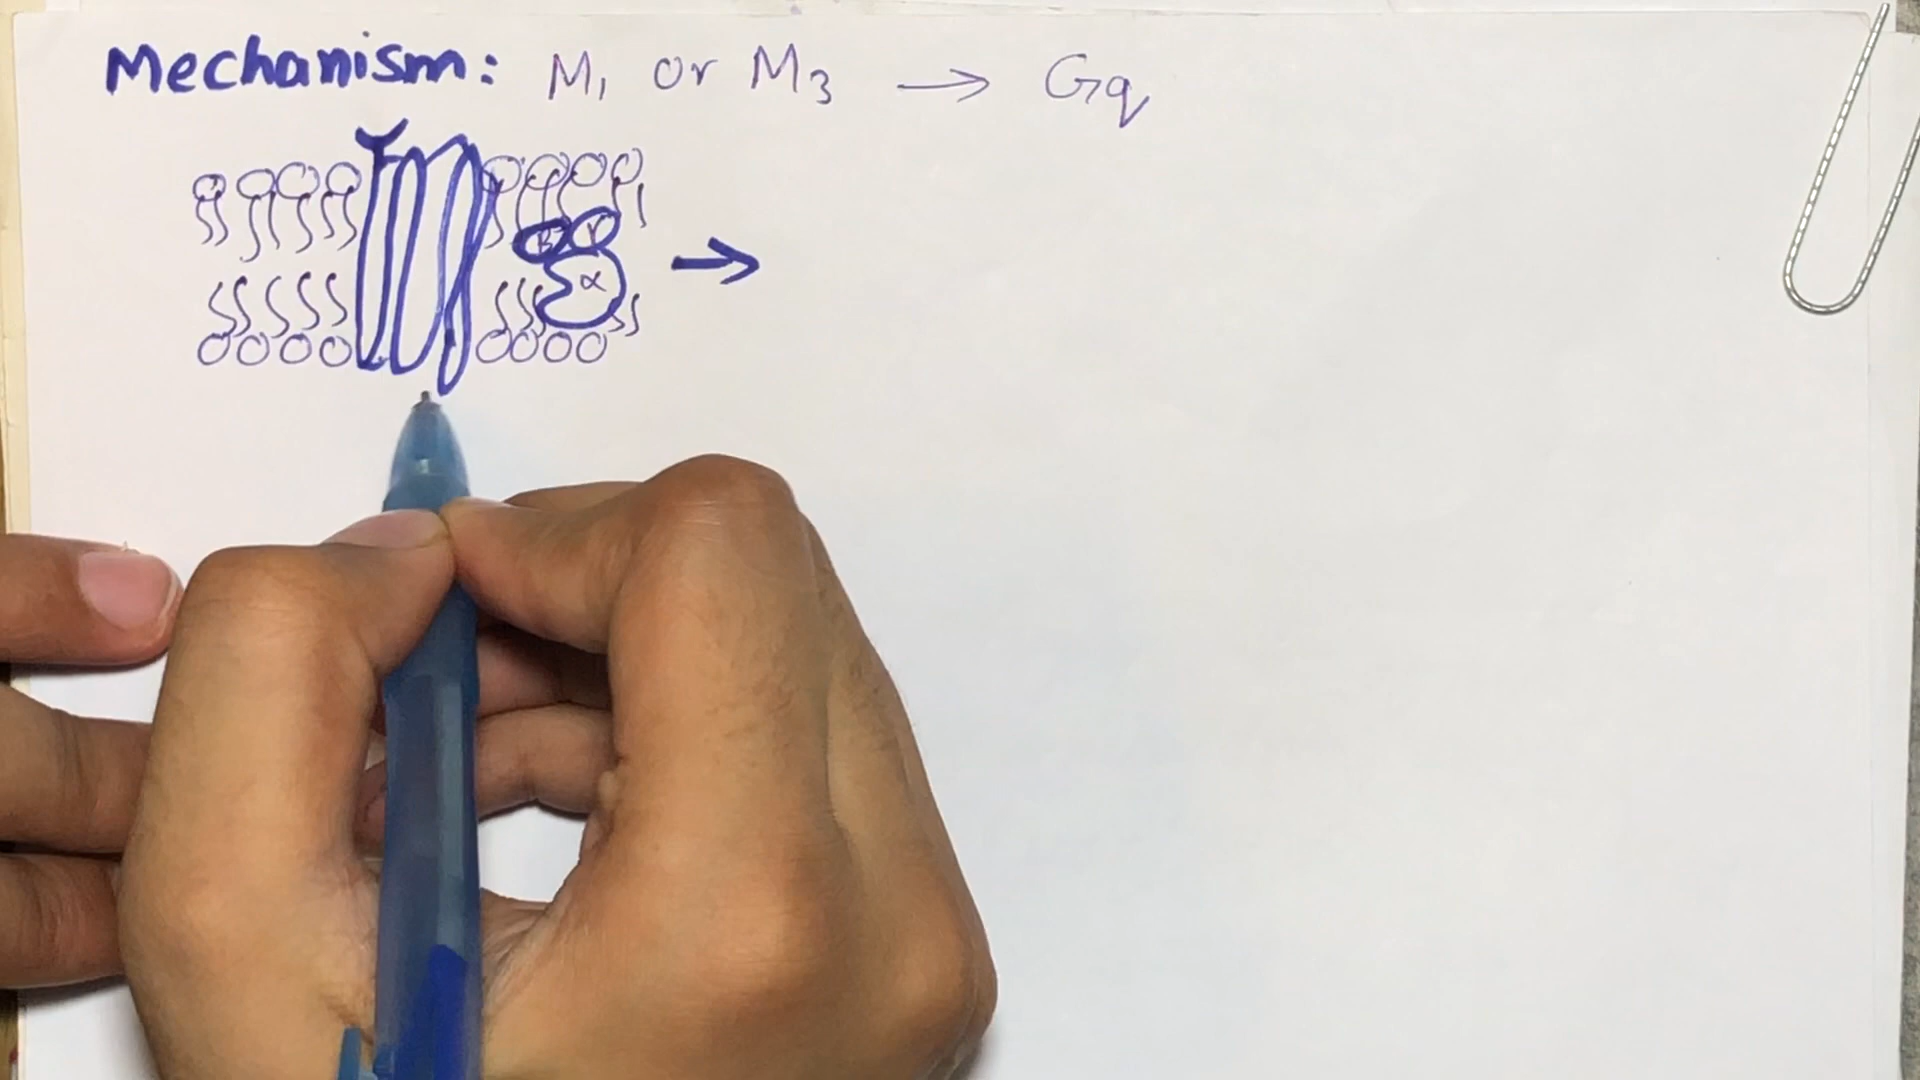 Mechanism: M₁ or M₃ → Gq
B γ
α